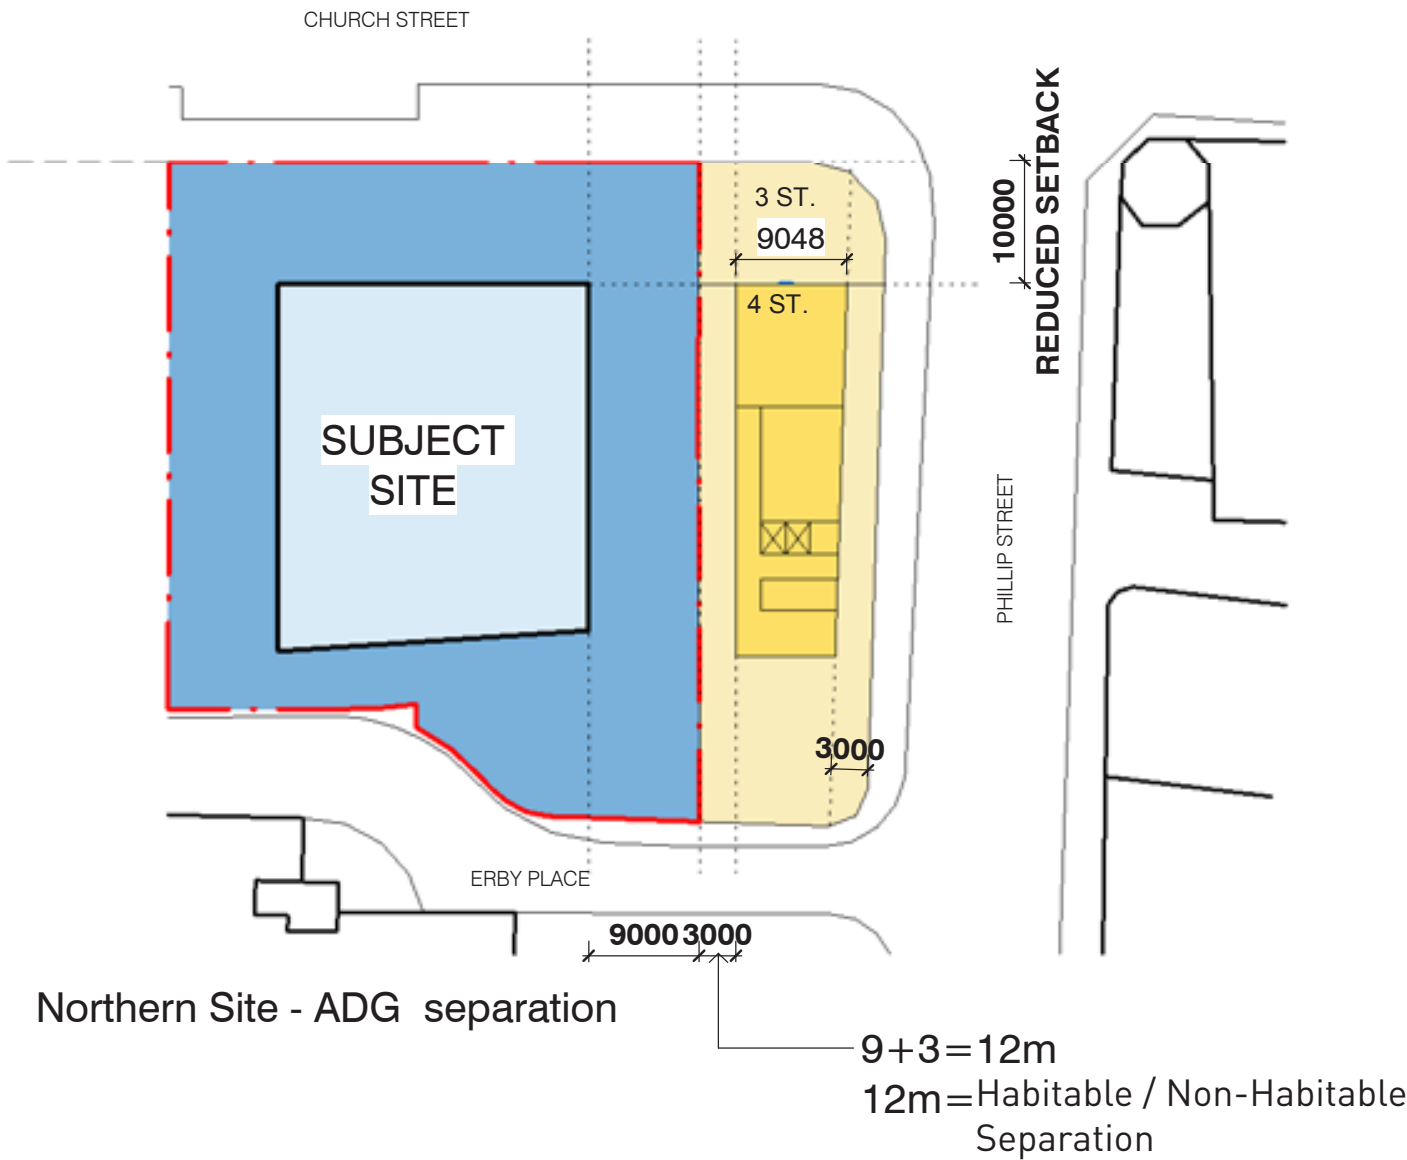 CHURCH STREET
3 ST.
9048
4 ST.
10000
REDUCED SETBACK
SUBJECT
SITE
PHILLIP STREET
3000
ERBY PLACE
9000 3000
Northern Site - ADG separation
9+3=12m
12m=Habitable / Non-Habitable
Separation